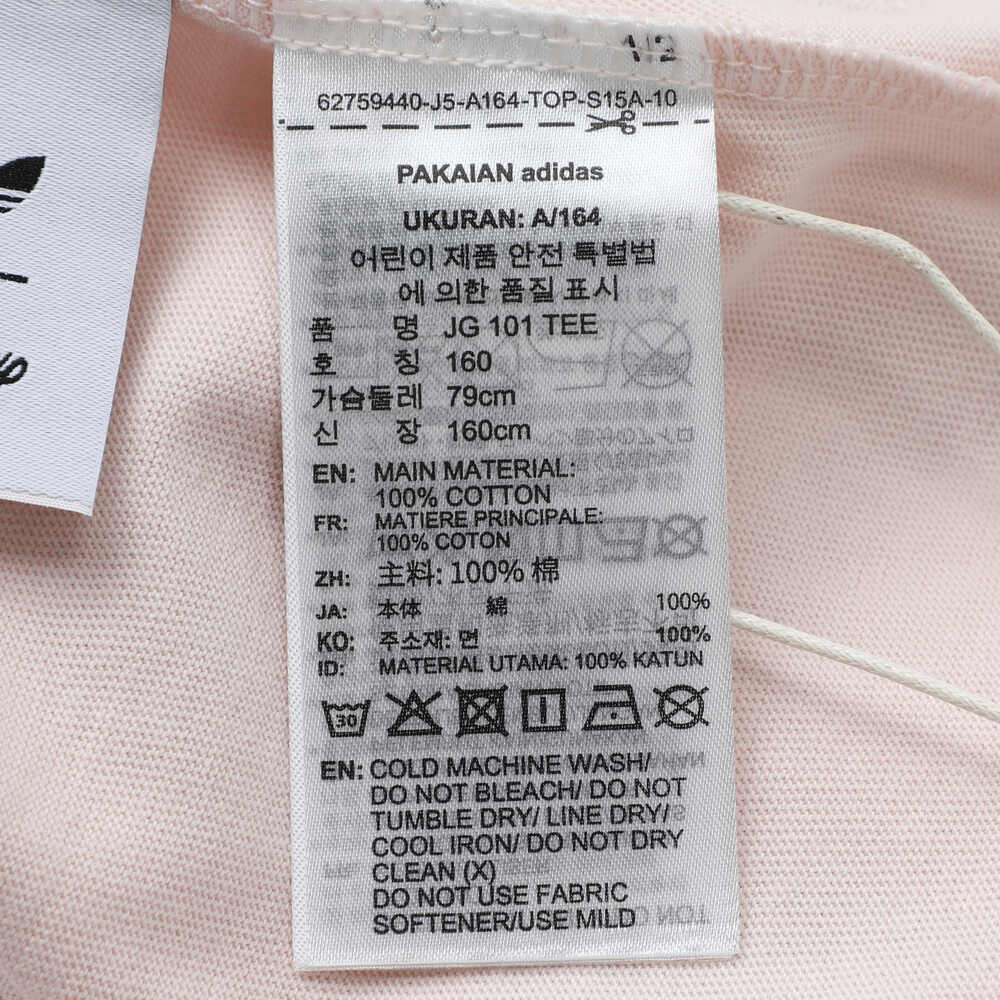 1/2
62759440-J5-A164-TOP-S15A-10
PAKAIAN adidas
UKURAN: A/164
어린이 제품 안전 특별법
에 의한 품질 표시
품 명 JG 101 TEE
호 칭 160
가슴둘레 79cm
신 장 160cm
EN: MAIN MATERIAL:
100% COTTON
FR: MATIERE PRINCIPALE:
100% COTON
ZH: 主料: 100% 棉
JA: 本体 綿 100%
KO: 주소재: 면 100%
ID: MATERIAL UTAMA: 100% KATUN
30
EN: COLD MACHINE WASH/
DO NOT BLEACH/ DO NOT
TUMBLE DRY/ LINE DRY/
COOL IRON/ DO NOT DRY
CLEAN (X)
DO NOT USE FABRIC
SOFTENER/USE MILD